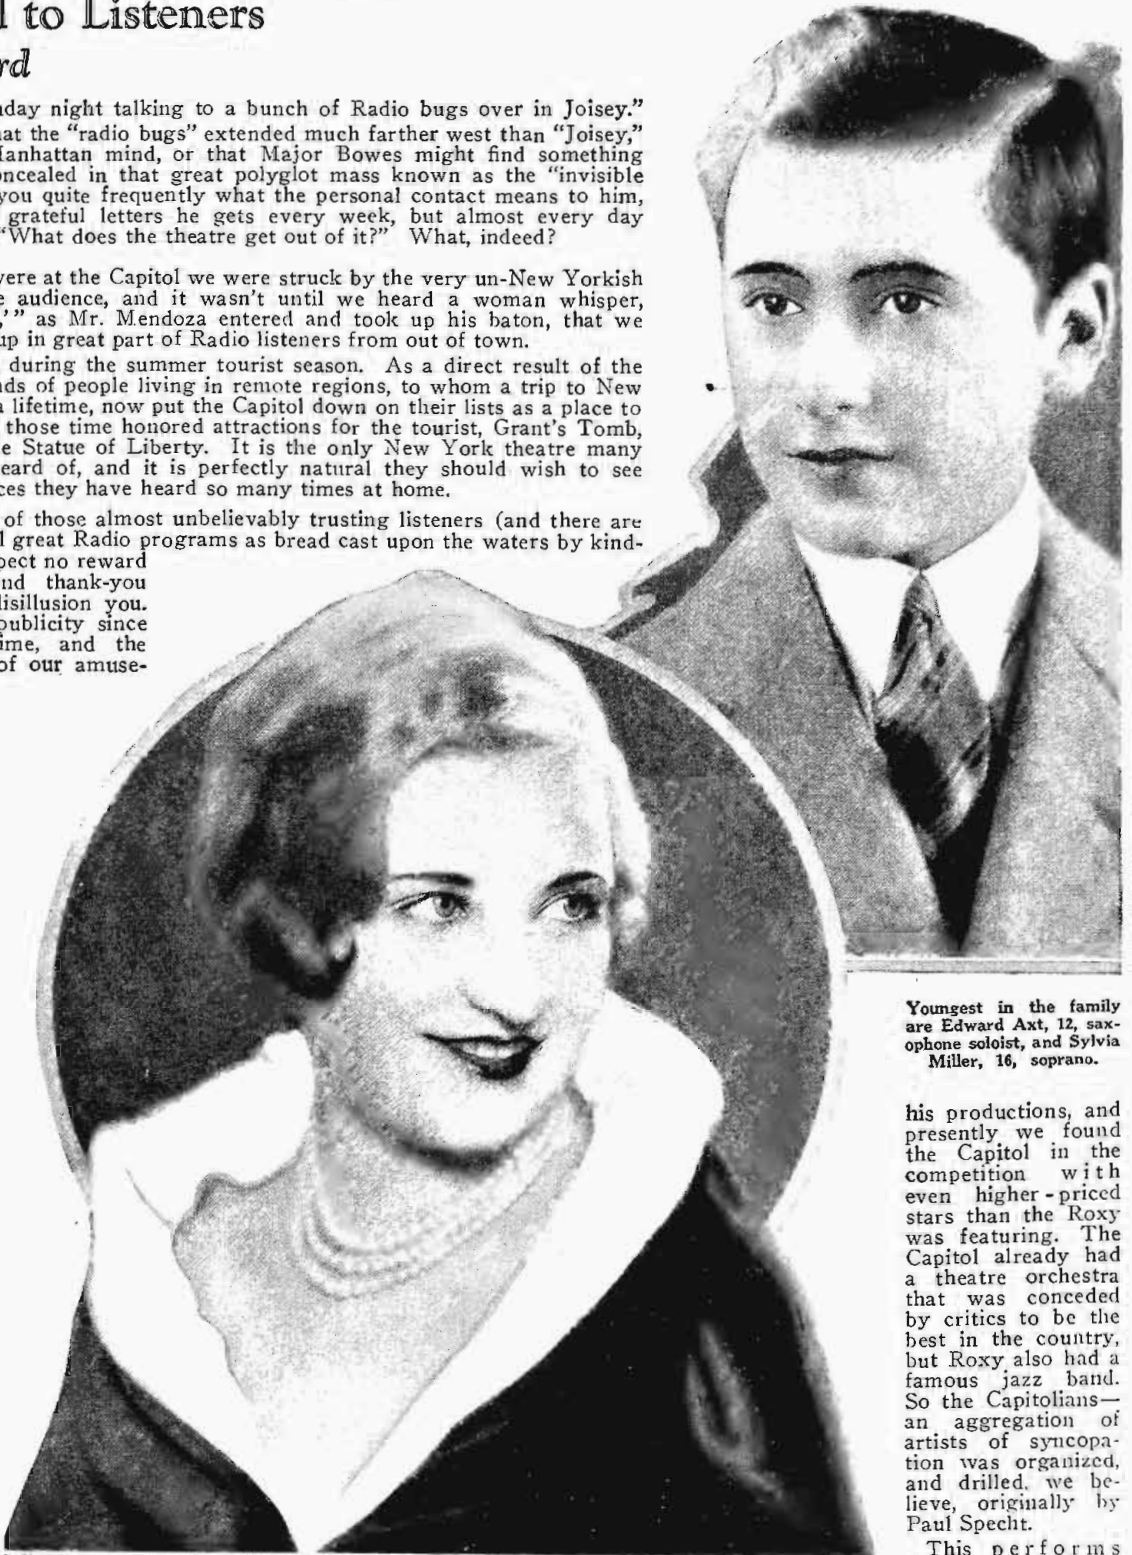 l to Listeners
rd
nday night talking to a bunch of Radio bugs over in Joisey.”
at the “radio bugs” extended much farther west than “Joisey,”
anhattan mind, or that Major Bowes might find something
ncealed in that great polyglot mass known as the “invisible
you quite frequently what the personal contact means to him,
grateful letters he gets every week, but almost every day
“What does the theatre get out of it?” What, indeed?
vere at the Capitol we were struck by the very un-New Yorkish
e audience, and it wasn’t until we heard a woman whisper,
,’” as Mr. Mendoza entered and took up his baton, that we
up in great part of Radio listeners from out of town.
during the summer tourist season. As a direct result of the
ds of people living in remote regions, to whom a trip to New
a lifetime, now put the Capitol down on their lists as a place to
those time honored attractions for the tourist, Grant’s Tomb,
e Statue of Liberty. It is the only New York theatre many
eard of, and it is perfectly natural they should wish to see
ces they have heard so many times at home.
of those almost unbelievably trusting listeners (and there are
l great Radio programs as bread cast upon the waters by kind-
pect no reward
nd thank-you
lisillusion you.
publicity since
ime, and the
of our amuse-
Youngest in the family
are Edward Axt, 12, sax-
ophone soloist, and Sylvia
Miller, 16, soprano.
his productions, and
presently we found
the Capitol in the
competition with
even higher-priced
stars than the Roxy
was featuring. The
Capitol already had
a theatre orchestra
that was conceded
by critics to be the
best in the country,
but Roxy also had a
famous jazz band.
So the Capitolians—
an aggregation of
artists of syncopa-
tion was organized,
and drilled, we be-
lieve, originally by
Paul Specht.
This performs